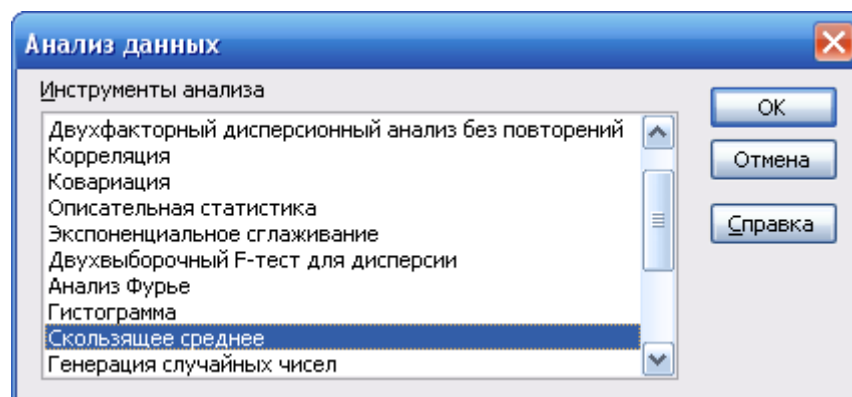 Анализ данных
Инструменты анализа
Двухфакторный дисперсионный анализ без повторений
Корреляция
Ковариация
Описательная статистика
Экспоненциальное сглаживание
Двухвыборочный F-тест для дисперсии
Анализ Фурье
Гистограмма
Скользящее среднее
Генерация случайных чисел
ОК
Отмена
Справка